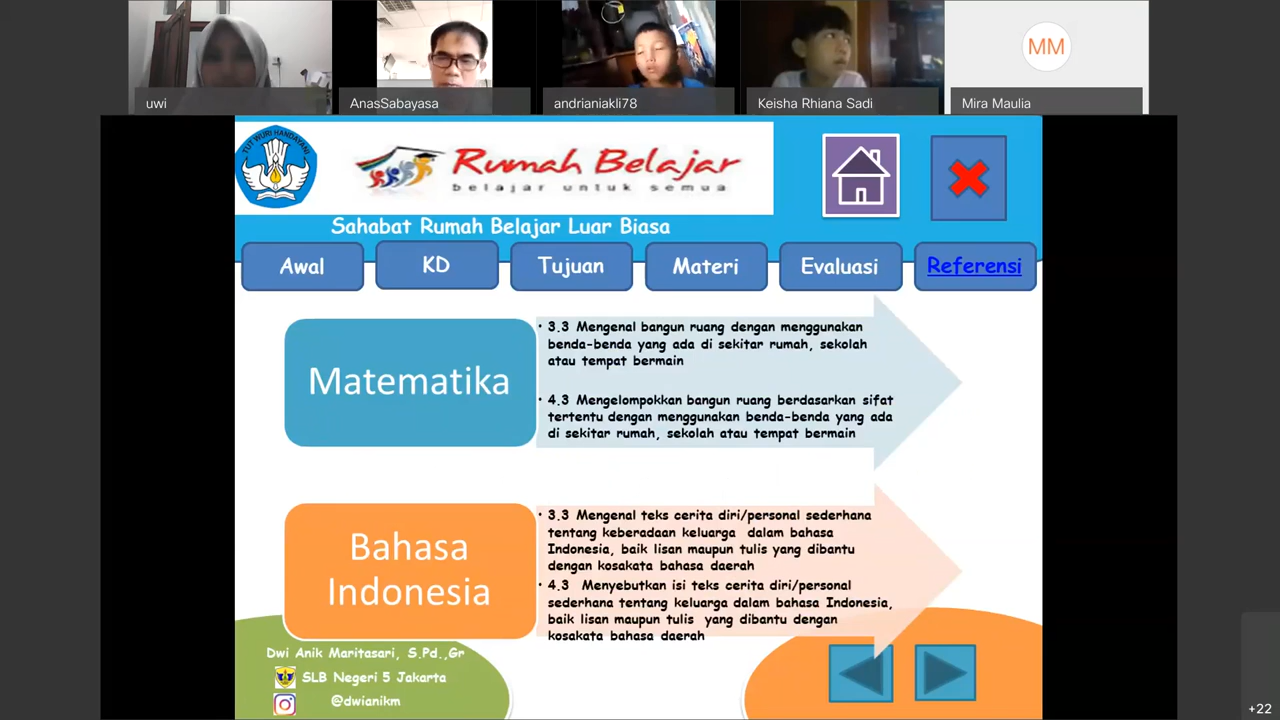 uwi
AnasSabayasa
andrianiakli78
Keisha Rhiana Sadi
MM
Mira Maulia
TUT WURI HANDAYANI
Rumah Belajar
belajar untuk semua
Sahabat Rumah Belajar Luar Biasa
Awal
KD
Tujuan
Materi
Evaluasi
Referensi
Matematika
• 3.3 Mengenal bangun ruang dengan menggunakan
benda-benda yang ada di sekitar rumah, sekolah
atau tempat bermain
• 4.3 Mengelompokkan bangun ruang berdasarkan sifat
tertentu dengan menggunakan benda-benda yang ada
di sekitar rumah, sekolah atau tempat bermain
Bahasa
Indonesia
• 3.3 Mengenal teks cerita diri/personal sederhana
tentang keberadaan keluarga dalam bahasa
Indonesia, baik lisan maupun tulis yang dibantu
dengan kosakata bahasa daerah
• 4.3 Menyebutkan isi teks cerita diri/personal
sederhana tentang keluarga dalam bahasa Indonesia,
baik lisan maupun tulis yang dibantu dengan
kosakata bahasa daerah
Dwi Anik Maritasari, S.Pd.,Gr
SLB Negeri 5 Jakarta
@dwianikm
+22